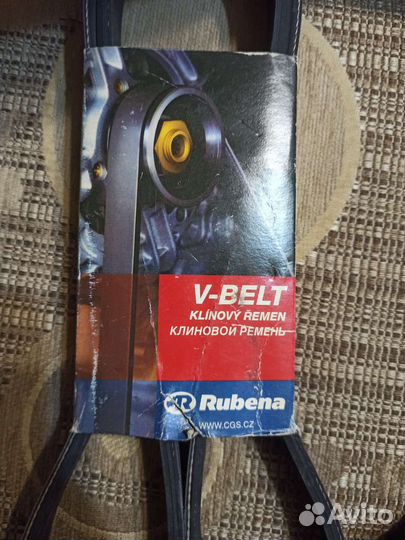 V-BELT
KLÍNOVÝ ŘEMEN
КЛИНОВОЙ РЕМЕНЬ
Rubena
www.cgs.cz
Avito